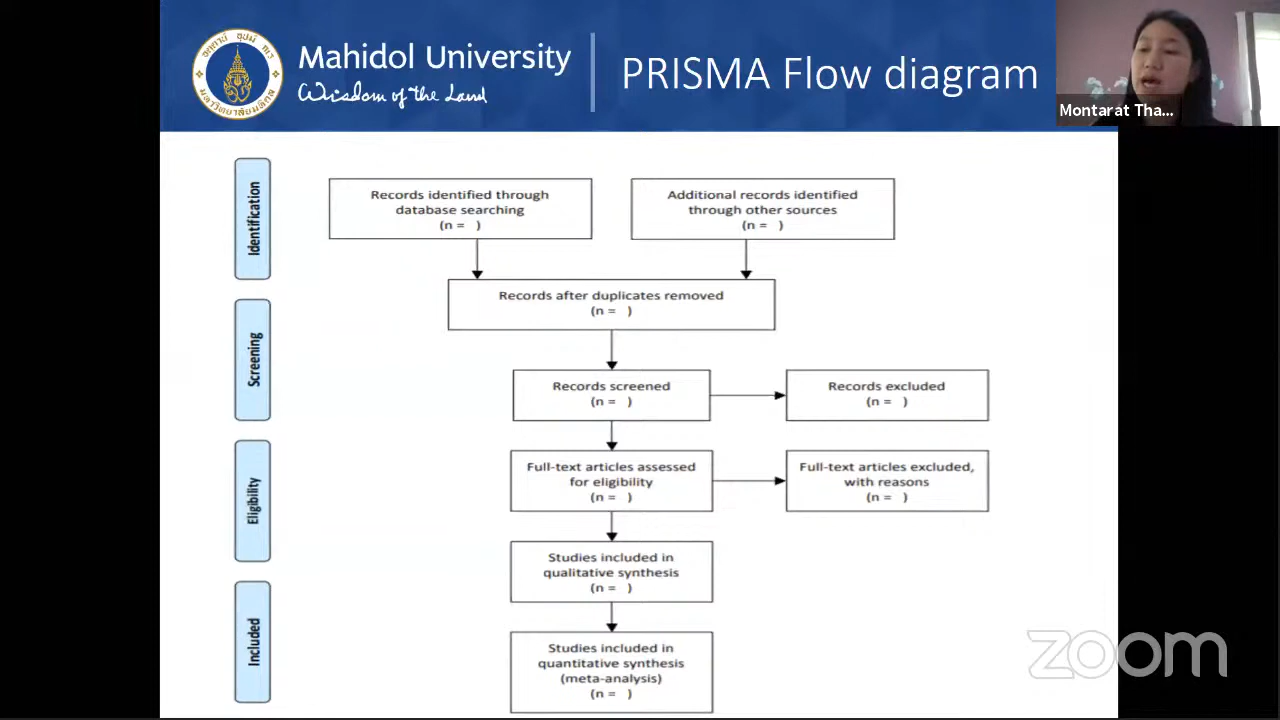 Mahidol University
Wisdom of the Land
PRISMA Flow diagram
Montarat Tha...
Identification
Records identified through
database searching
(n = )
Additional records identified
through other sources
(n = )
Records after duplicates removed
(n = )
Screening
Records screened
(n = )
Records excluded
(n = )
Eligibility
Full-text articles assessed
for eligibility
(n = )
Full-text articles excluded,
with reasons
(n = )
Studies included in
qualitative synthesis
(n = )
Included
Studies included in
quantitative synthesis
(meta-analysis)
(n = )
zoom